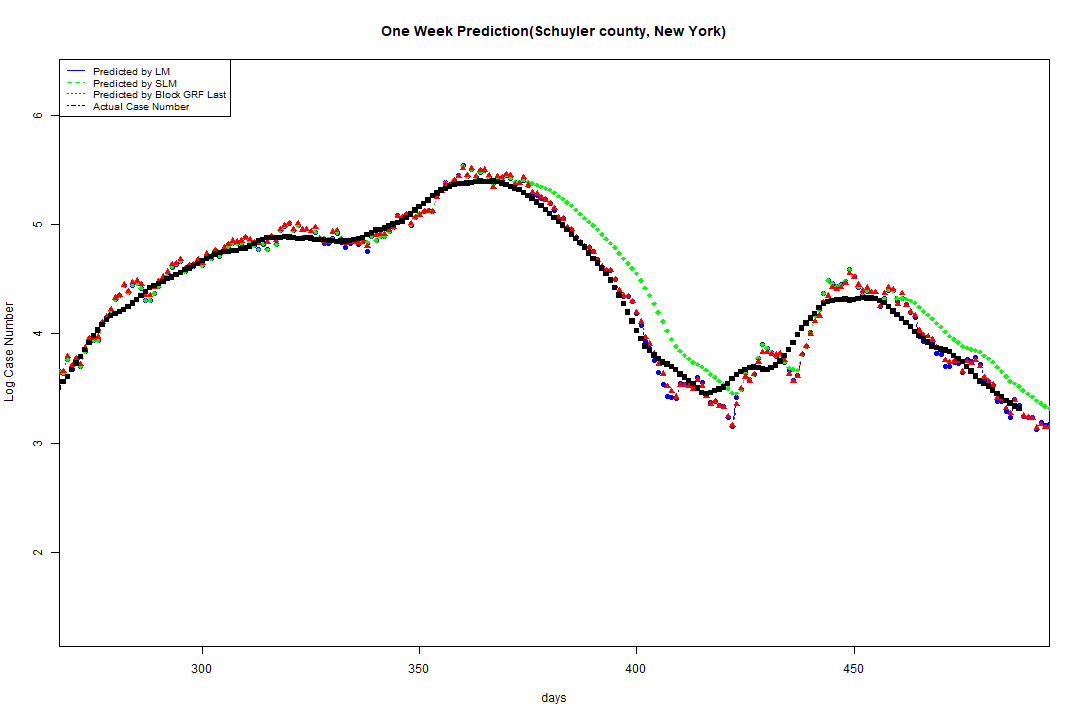 One Week Prediction(Schuyler county, New York)
Predicted by LM
Predicted by SLM
Predicted by Block GRF Last
Actual Case Number
6
5
4
3
2
Log Case Number
300
350
400
450
days